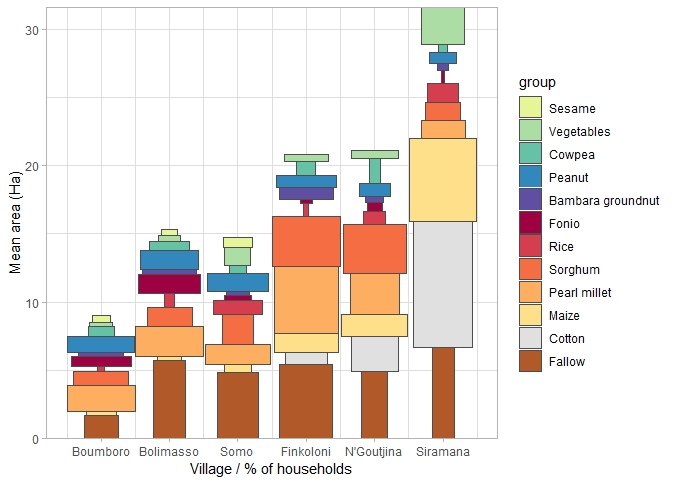 30
20
10
0
Mean area (Ha)
Boumboro Bolimasso Somo Finkoloni N'Goutjina Siramana
Village / % of households
group
Sesame
Vegetables
Cowpea
Peanut
Bambara groundnut
Fonio
Rice
Sorghum
Pearl millet
Maize
Cotton
Fallow